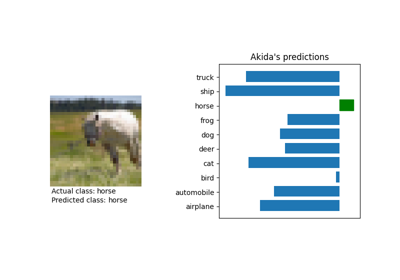 Akida's predictions
truck
ship
horse
frog
dog
deer
cat
bird
automobile
airplane
Actual class: horse
Predicted class: horse